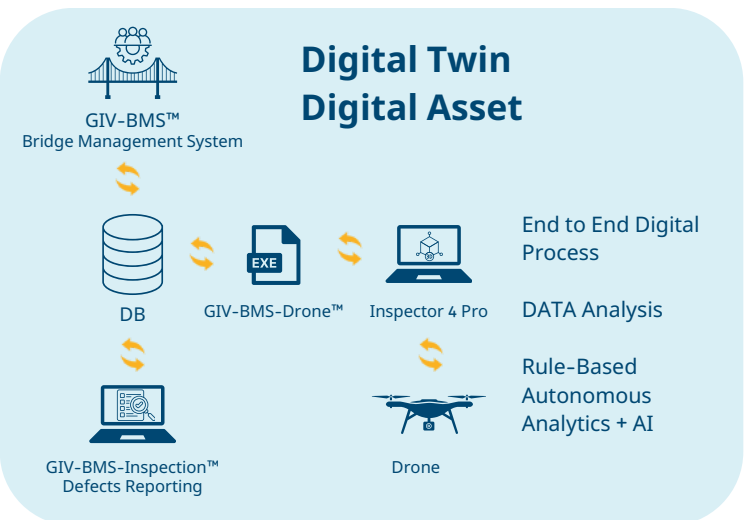 Digital Twin
Digital Asset
GIV-BMS™
Bridge Management System
End to End Digital
Process
EXE
3D
DB
GIV-BMS-Drone™
Inspector 4 Pro
DATA Analysis
Rule-Based
Autonomous
Analytics + AI
GIV-BMS-Inspection™
Defects Reporting
Drone